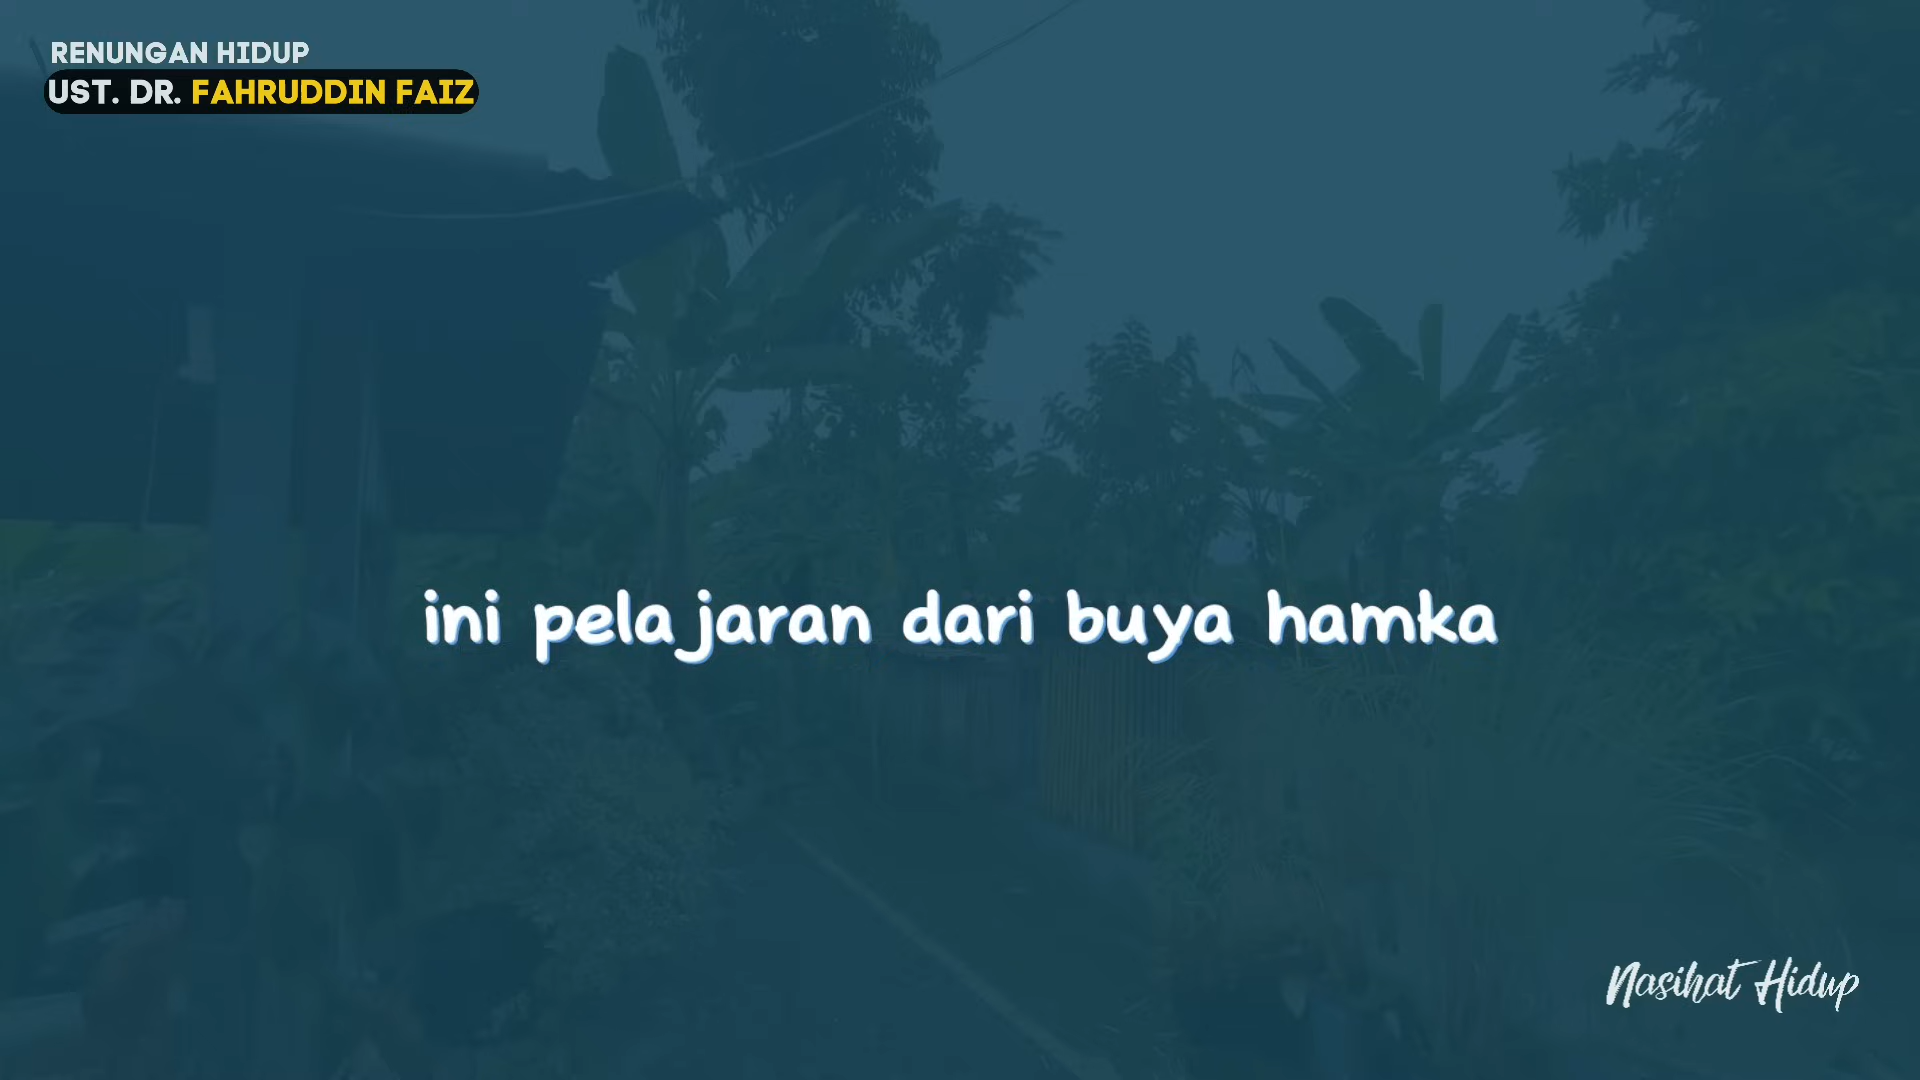 RENUNGAN HIDUP
UST. DR. FAHRUDDIN FAIZ
ini pelajaran dari buya hamka
Nasihat Hidup